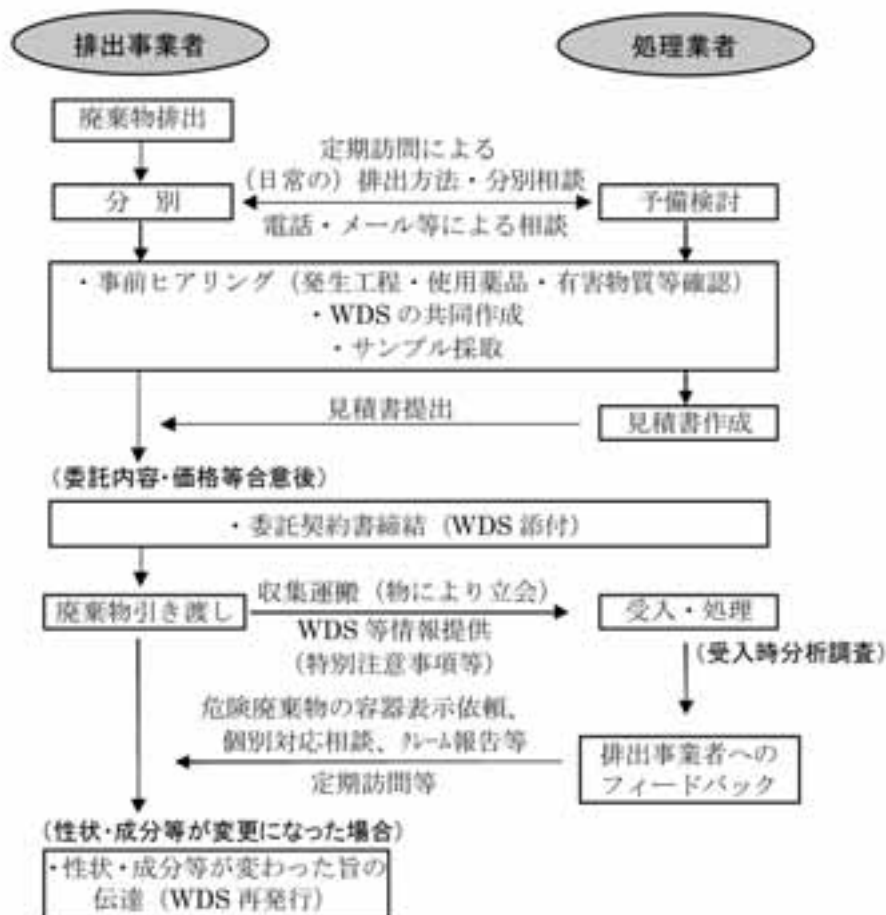 排出事業者
処理業者
廃棄物排出
定期訪問による
(日常の) 排出方法・分別相談
分 別
予備検討
電話・メール等による相談
・事前ヒアリング (発生工程・使用薬品・有害物質等確認)
・WDS の共同作成
・サンプル採取
見積書提出
見積書作成
(委託内容・価格等合意後)
・委託契約書締結 (WDS 添付)
廃棄物引き渡し
収集運搬 (物により立会)
受入・処理
WDS 等情報提供
(特別注意事項等)
(受入時分析調査)
危険廃棄物の容器表示依頼、
個別対応相談、クレーム報告等
定期訪問等
排出事業者への
フィードバック
(性状・成分等が変更になった場合)
・性状・成分等が変わった旨の
伝達 (WDS 再発行)